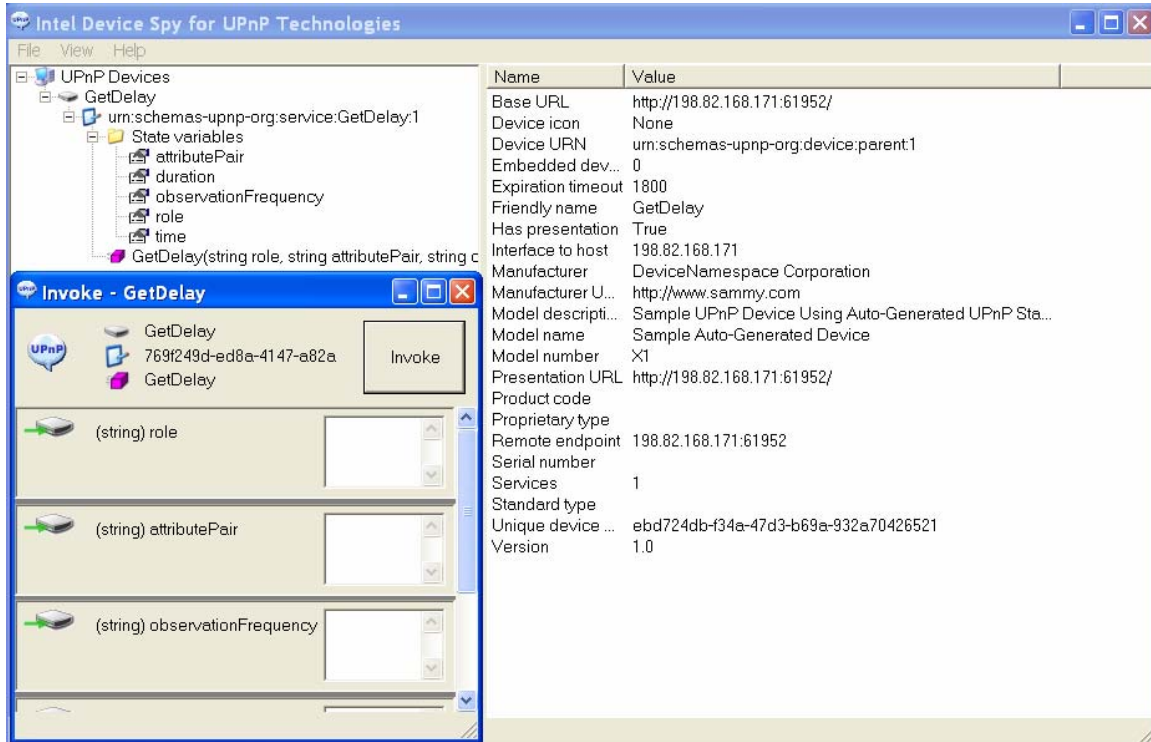 Intel Device Spy for UPnP Technologies
File View Help
UPnP Devices
GetDelay
urn:schemas-upnp-org:service:GetDelay:1
State variables
attributePair
duration
observationFrequency
role
time
GetDelay(string role, string attributePair, string c
Invoke - GetDelay
UPnP
GetDelay
769f249d-ed8a-4147-a82a
GetDelay
Invoke
(string) role
(string) attributePair
(string) observationFrequency
Name Value
Base URL http://198.82.168.171:61952/
Device icon None
Device URN urn:schemas-upnp-org:device:parent:1
Embedded dev... 0
Expiration timeout 1800
Friendly name GetDelay
Has presentation True
Interface to host 198.82.168.171
Manufacturer DeviceNamespace Corporation
Manufacturer U... http://www.sammy.com
Model descripti... Sample UPnP Device Using Auto-Generated UPnP Sta...
Model name Sample Auto-Generated Device
Model number X1
Presentation URL http://198.82.168.171:61952/
Product code
Proprietary type
Remote endpoint 198.82.168.171:61952
Serial number
Services 1
Standard type
Unique device ... ebd724db-f34a-47d3-b69a-932a70426521
Version 1.0